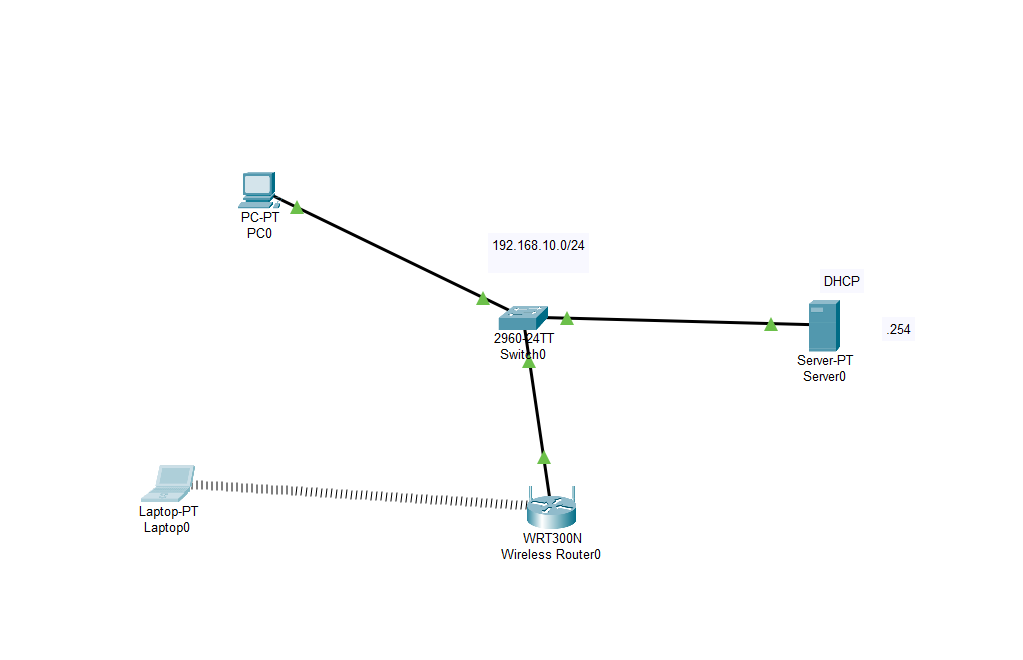 PC-PT
PC0
192.168.10.0/24
DHCP
.254
2960-24TT
Switch0
Server-PT
Server0
Laptop-PT
Laptop0
WRT300N
Wireless Router0